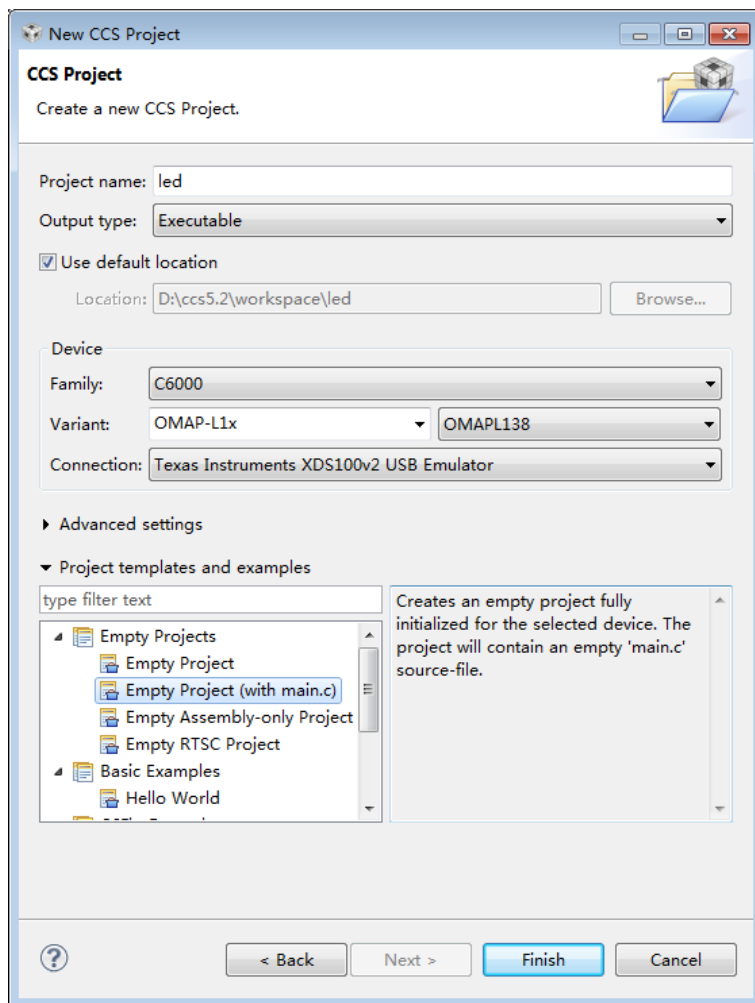 New CCS Project
CCS Project
Create a new CCS Project.
Project name: led
Output type: Executable
Use default location
Location: D:\ccs5.2\workspace\led Browse...
Device
Family: C6000
Variant: OMAP-L1x OMAPL138
Connection: Texas Instruments XDS100v2 USB Emulator
Advanced settings
Project templates and examples
type filter text
Empty Projects
Empty Project
Empty Project (with main.c)
Empty Assembly-only Project
Empty RTSC Project
Basic Examples
Hello World
Creates an empty project fully
initialized for the selected device. The
project will contain an empty 'main.c'
source-file.
? < Back Next > Finish Cancel